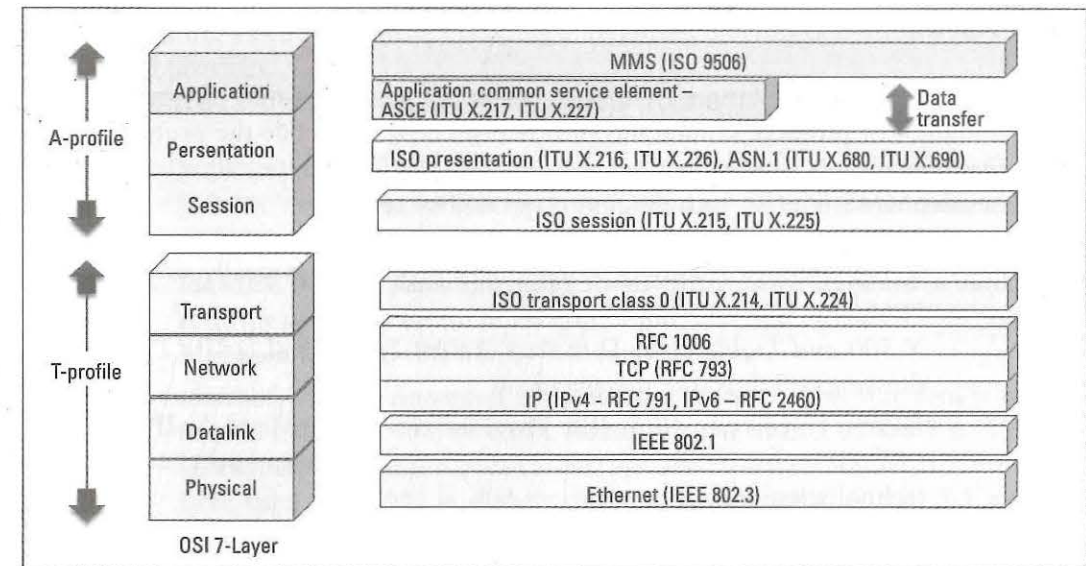 A-profile
T-profile
Application
Persentation
Session
Transport
Network
Datalink
Physical
OSI 7-Layer
MMS (ISO 9506)
Application common service element –
ASCE (ITU X.217, ITU X.227)
Data
transfer
ISO presentation (ITU X.216, ITU X.226), ASN.1 (ITU X.680, ITU X.690)
ISO session (ITU X.215, ITU X.225)
ISO transport class 0 (ITU X.214, ITU X.224)
RFC 1006
TCP (RFC 793)
IP (IPv4 - RFC 791, IPv6 – RFC 2460)
IEEE 802.1
Ethernet (IEEE 802.3)